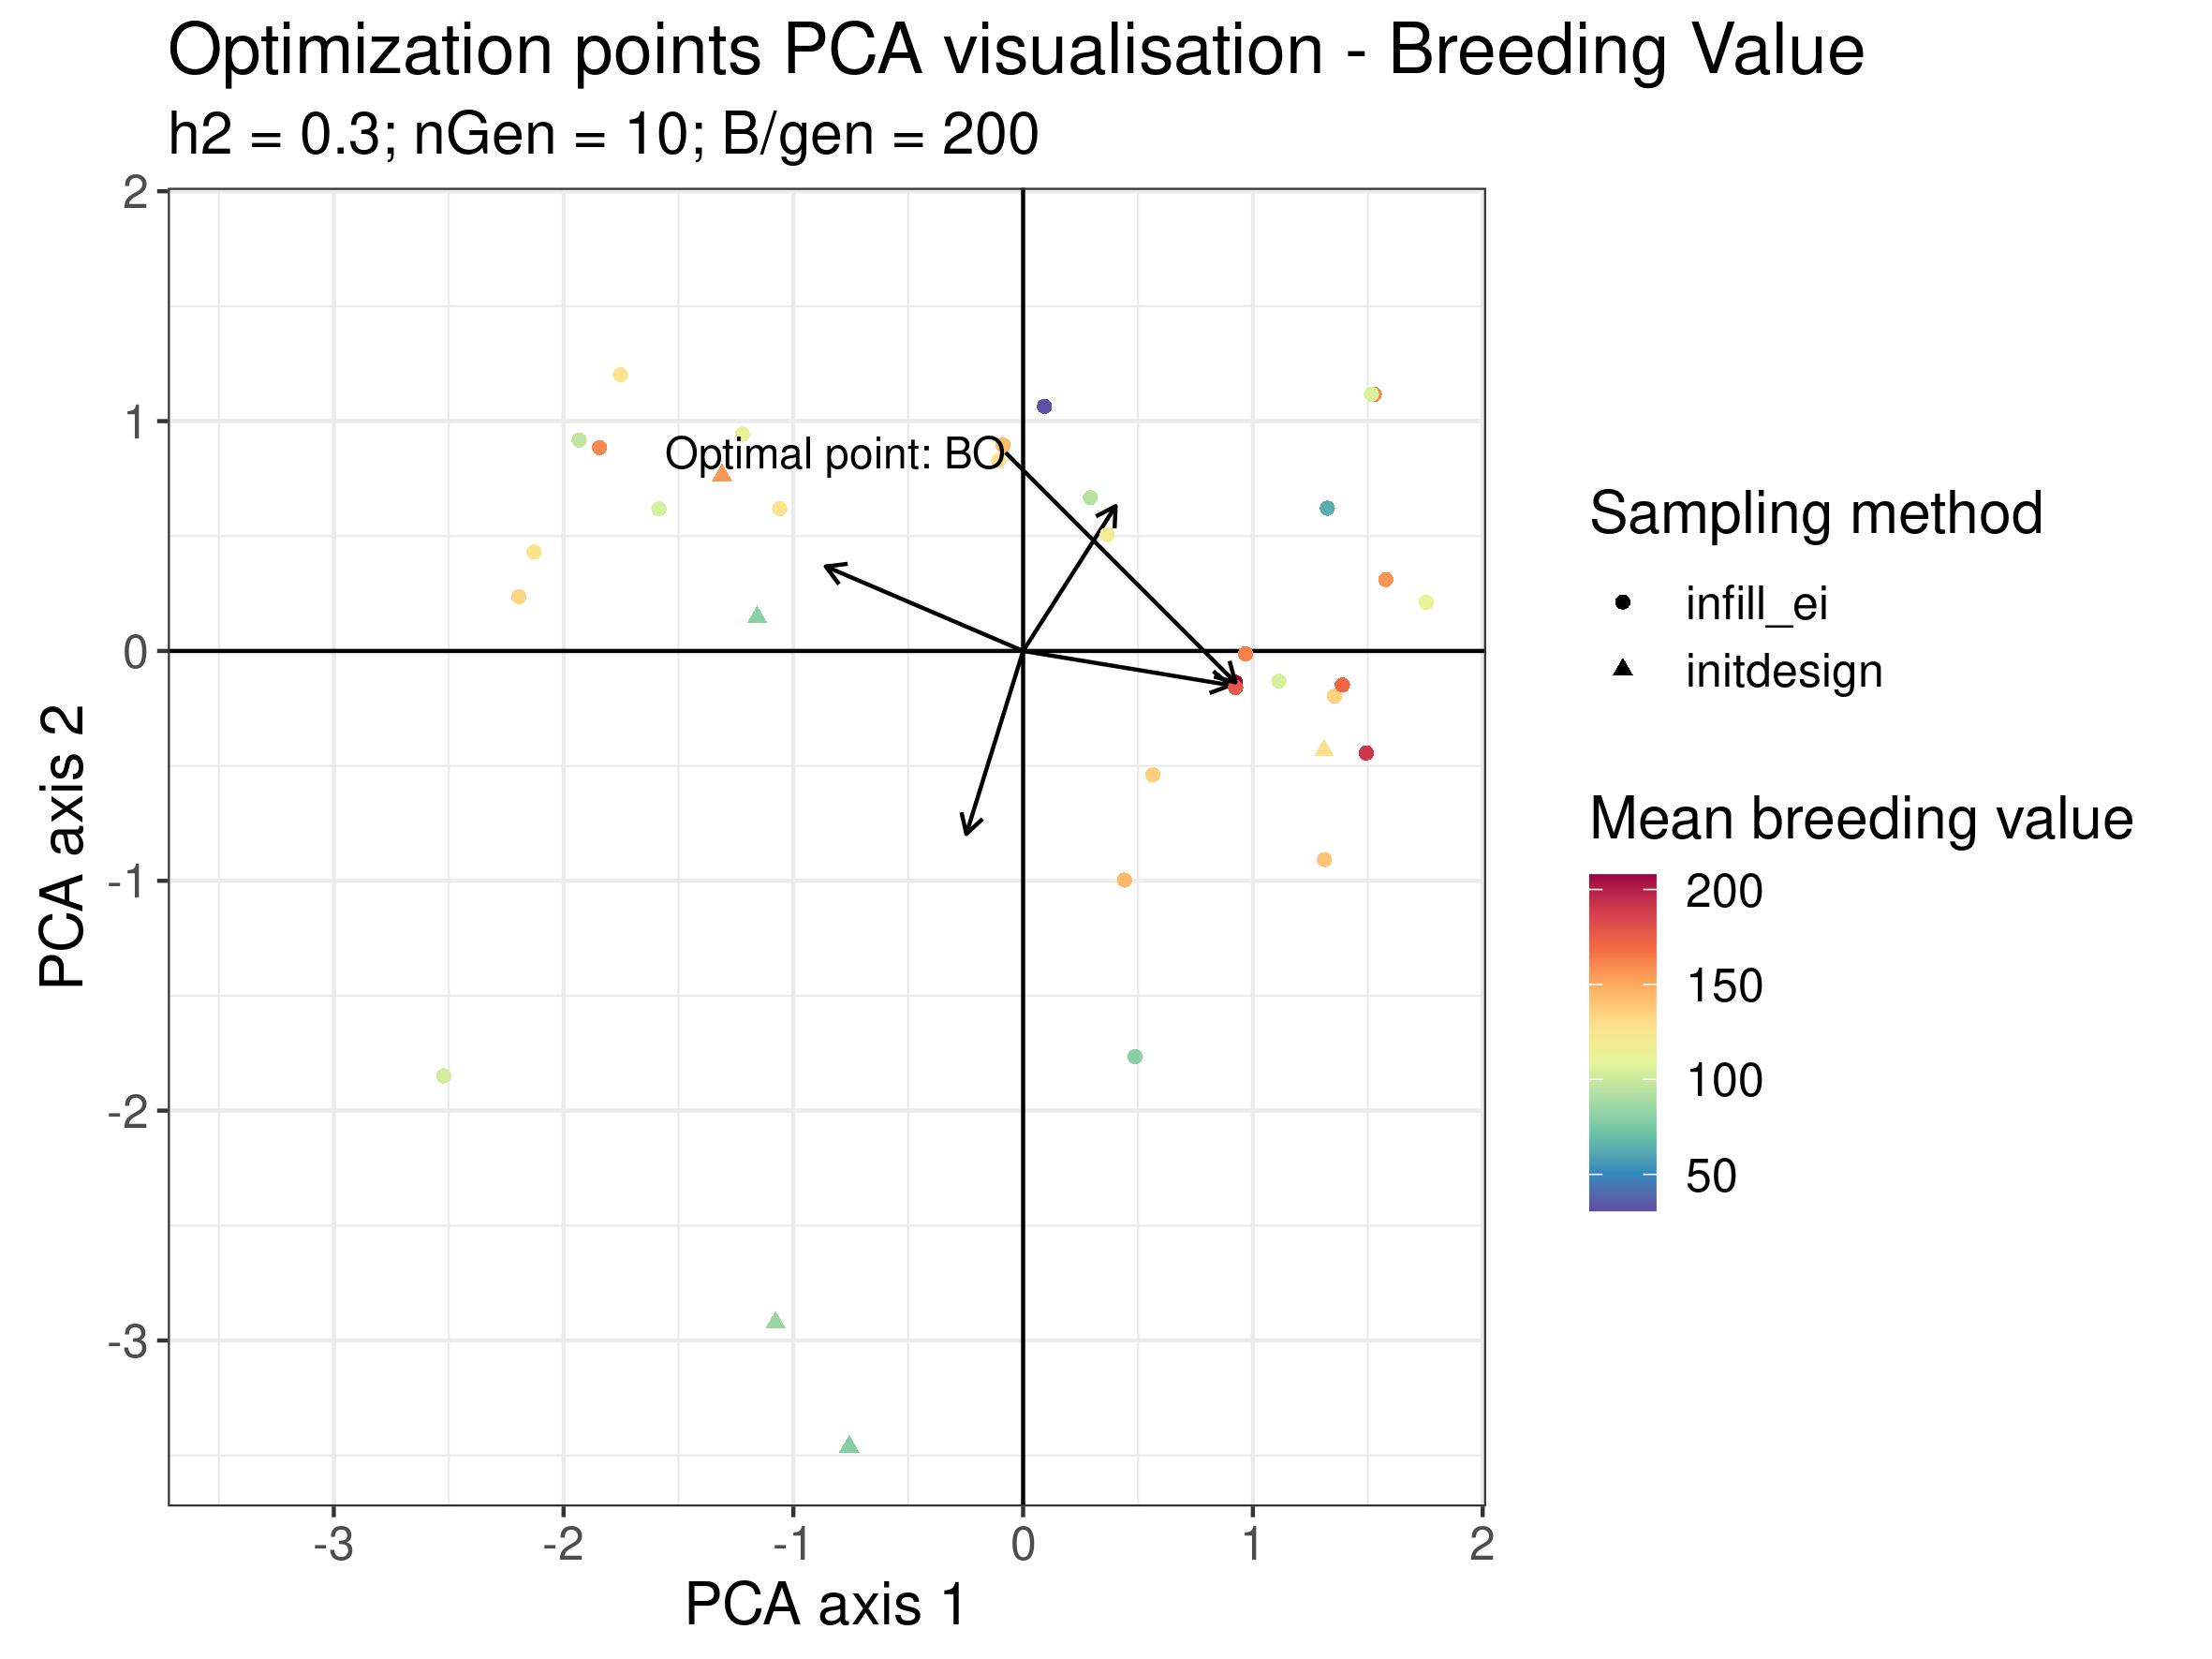 Optimization points PCA visualisation - Breeding Value
h2 = 0.3; nGen = 10; B/gen = 200
2
1
0
-1
-2
-3
PCA axis 2
Optimal point: BO
-3
-2
-1
0
1
2
PCA axis 1
Sampling method
infill_ei
initdesign
Mean breeding value
200
150
100
50